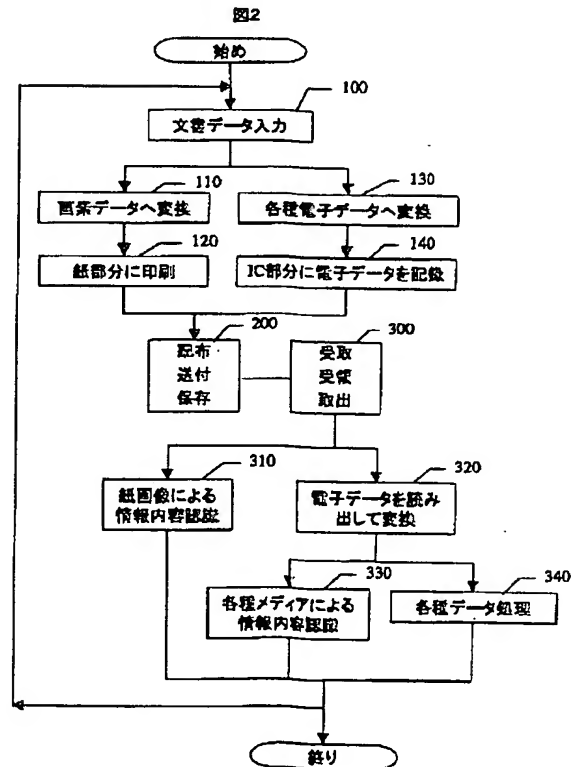 図2
始め
100
文書データ入力
110
130
画像データへ変換
各種電子データへ変換
120
140
紙部分に印刷
IC部分に電子データを記録
200
300
配布
送付
保存
受取
受領
取出
310
320
紙画像による
情報内容認識
電子データを読み
出して変換
330
340
各種メディアによる
情報内容認識
各種データ処理
終り